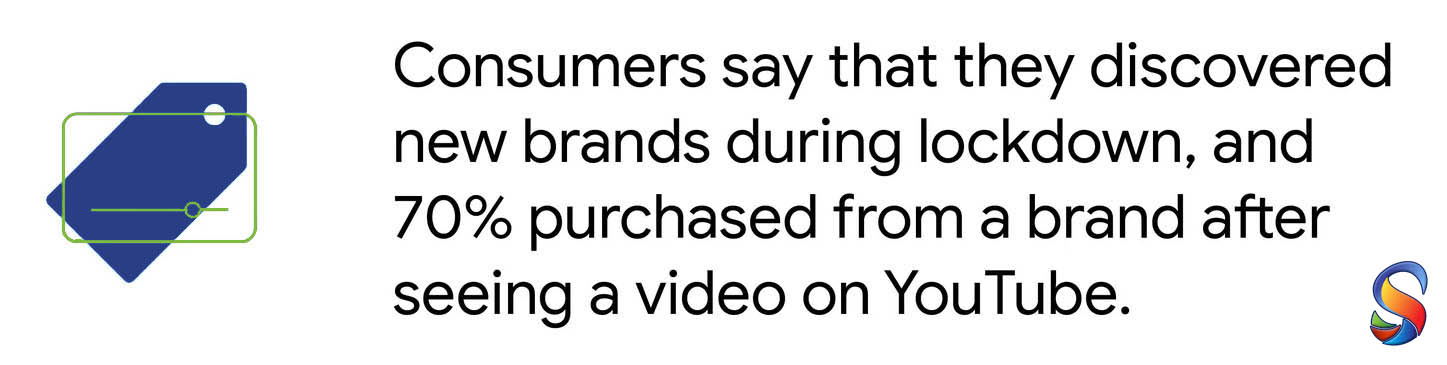 Consumers say that they discovered
new brands during lockdown, and
70% purchased from a brand after
seeing a video on YouTube.